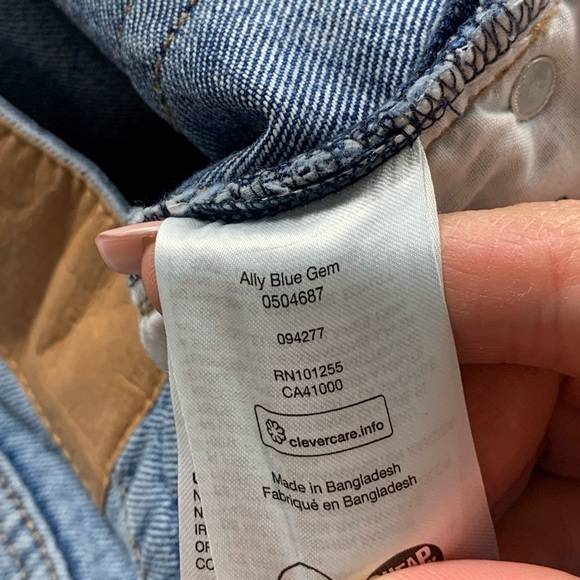 Ally Blue Gem
0504687
094277
RN101255
CA41000
clevercare.info
Made in Bangladesh
Fabriqué en Bangladesh